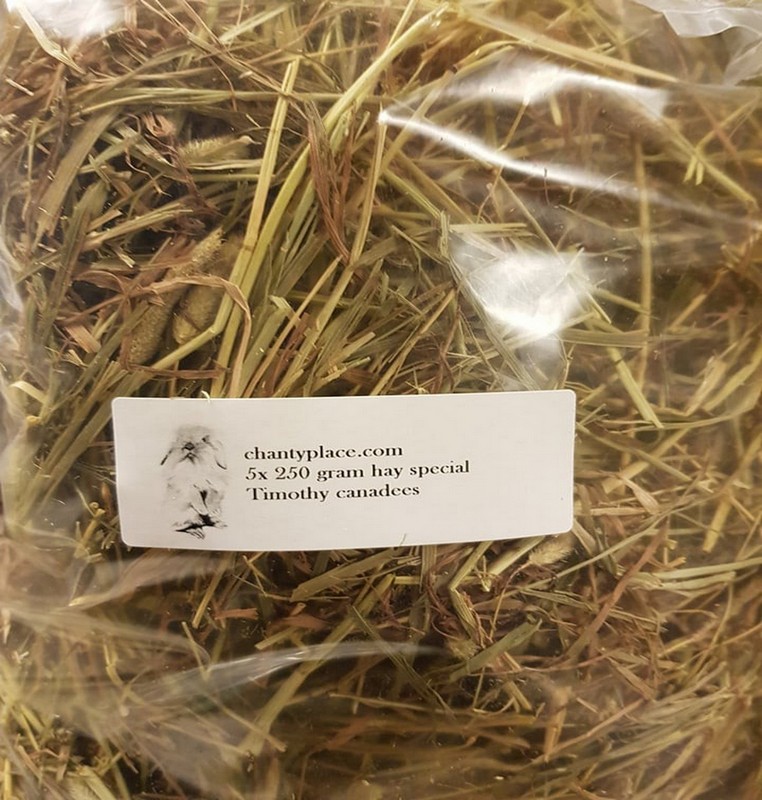 chantyplace.com
5x 250 gram hay special
Timothy canadees